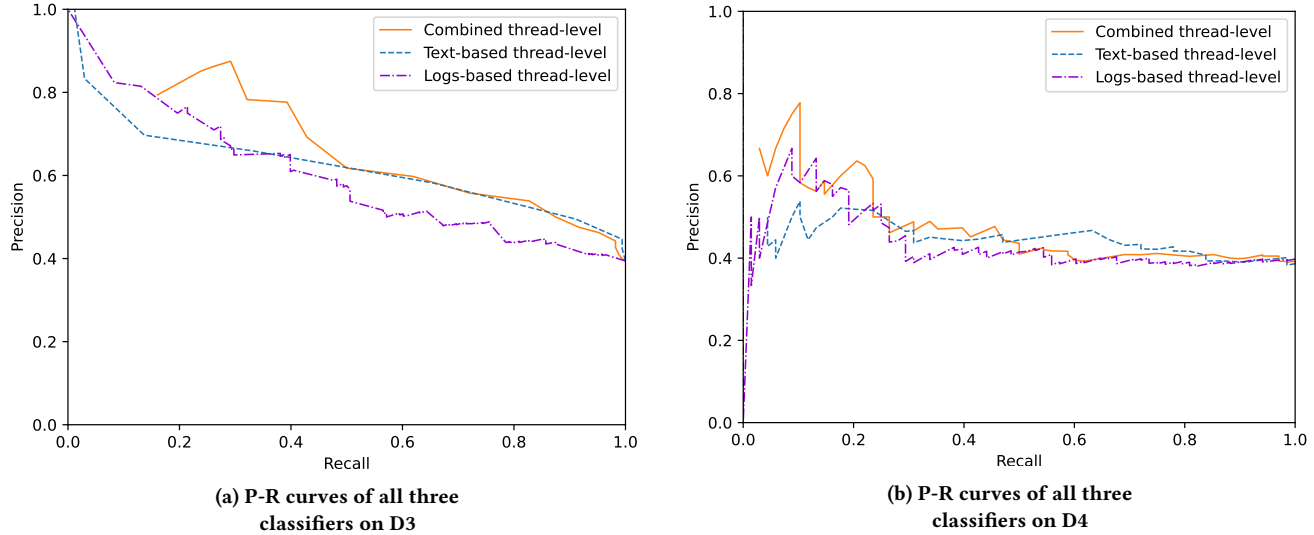 1.0
0.8
0.6
0.4
0.2
0.0
Precision
Combined thread-level
Text-based thread-level
Logs-based thread-level
0.0 0.2 0.4 0.6 0.8 1.0
Recall
(a) P-R curves of all three
classifiers on D3
1.0
0.8
0.6
0.4
0.2
0.0
Precision
Combined thread-level
Text-based thread-level
Logs-based thread-level
0.0 0.2 0.4 0.6 0.8 1.0
Recall
(b) P-R curves of all three
classifiers on D4